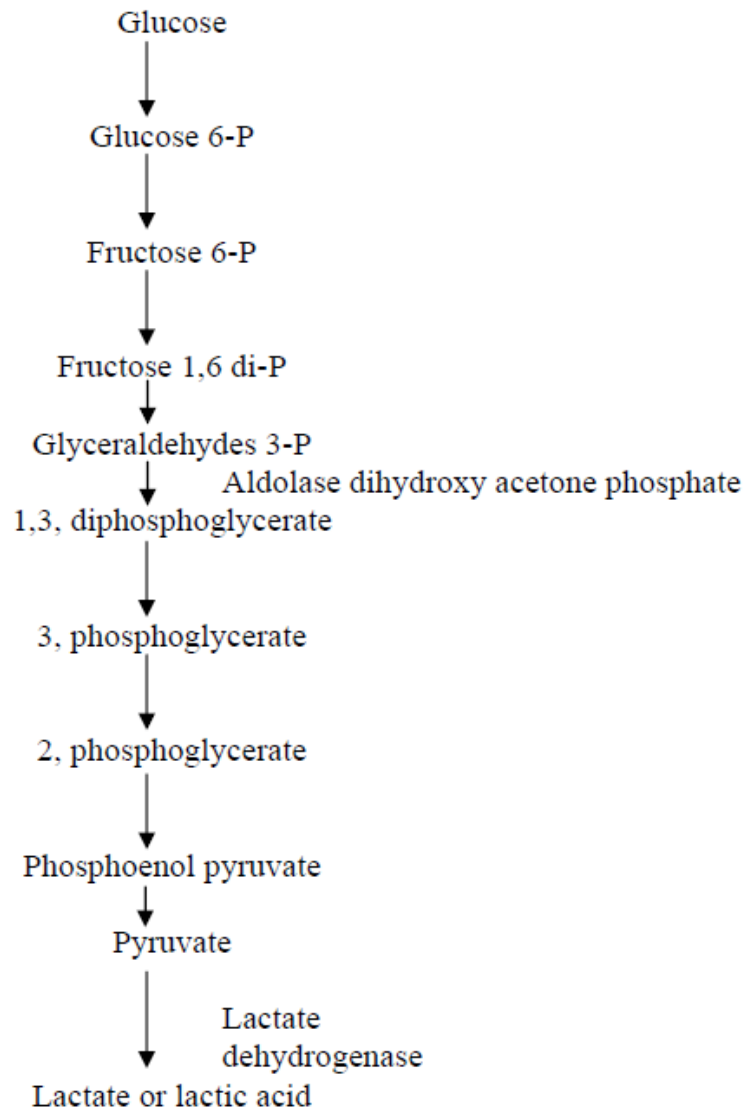 Glucose
Glucose 6-P
Fructose 6-P
Fructose 1,6 di-P
Glyceraldehydes 3-P
Aldolase dihydroxy acetone phosphate
1,3, diphosphoglycerate
3, phosphoglycerate
2, phosphoglycerate
Phosphoenol pyruvate
Pyruvate
Lactate
dehydrogenase
Lactate or lactic acid